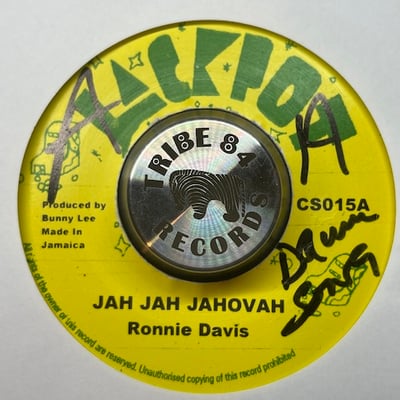 JACKPOT
A A
TRIBE 84
RECORDS
Produced by
Bunny Lee
Made In
Jamaica
CS015A
JAH JAH JAHOVAH
Ronnie Davis
All rights of the owner of this record are reserved. Unauthorised copying of this record prohibited